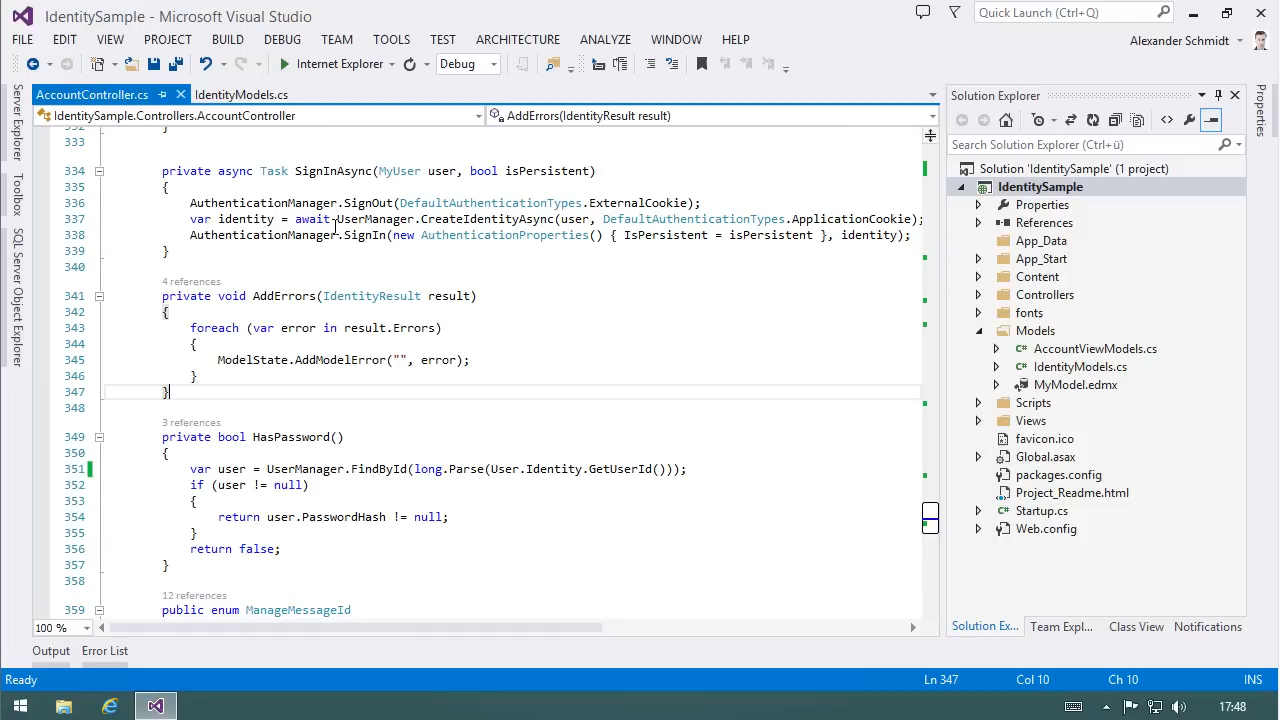 IdentitySample - Microsoft Visual Studio
Quick Launch (Ctrl+Q)
FILE EDIT VIEW PROJECT BUILD DEBUG TEAM TOOLS TEST ARCHITECTURE ANALYZE WINDOW HELP
Alexander Schmidt
Internet Explorer
Debug
Server Explorer
Toolbox
SQL Server Object Explorer
AccountController.cs
IdentityModels.cs
IdentitySample.Controllers.AccountController
AddErrors(IdentityResult result)
332 }
333
334 private async Task SignInAsync(MyUser user, bool isPersistent)
335 {
336 AuthenticationManager.SignOut(DefaultAuthenticationTypes.ExternalCookie);
337 var identity = await UserManager.CreateIdentityAsync(user, DefaultAuthenticationTypes.ApplicationCookie);
338 AuthenticationManager.SignIn(new AuthenticationProperties() { IsPersistent = isPersistent }, identity);
339 }
340
4 references
341 private void AddErrors(IdentityResult result)
342 {
343 foreach (var error in result.Errors)
344 {
345 ModelState.AddModelError("", error);
346 }
347 }
348
3 references
349 private bool HasPassword()
350 {
351 var user = UserManager.FindById(long.Parse(User.Identity.GetUserId()));
352 if (user != null)
353 {
354 return user.PasswordHash != null;
355 }
356 return false;
357 }
358
12 references
359 public enum ManageMessageId
100 %
Solution Explorer
Search Solution Explorer (Ctrl+ü)
Solution 'IdentitySample' (1 project)
IdentitySample
Properties
References
App_Data
App_Start
Content
Controllers
fonts
Models
AccountViewModels.cs
IdentityModels.cs
MyModel.edmx
Scripts
Views
favicon.ico
Global.asax
packages.config
Project_Readme.html
Startup.cs
Web.config
Solution Ex... Team Expl... Class View Notifications
Properties
Output Error List
Ready
Ln 347 Col 10 Ch 10 INS
17:48